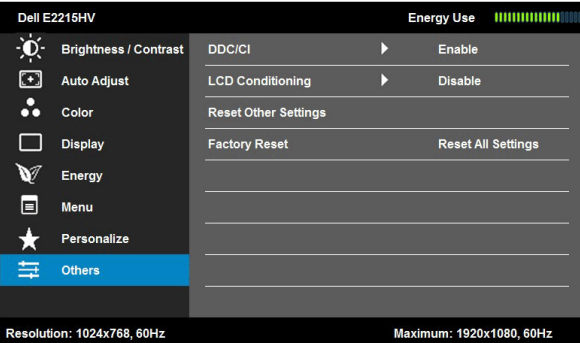 Dell E2215HV Energy Use
Brightness / Contrast DDC/CI Enable
Auto Adjust LCD Conditioning Disable
Color Reset Other Settings
Display Factory Reset Reset All Settings
Energy
Menu
Personalize
Others
Resolution: 1024x768, 60Hz Maximum: 1920x1080, 60Hz